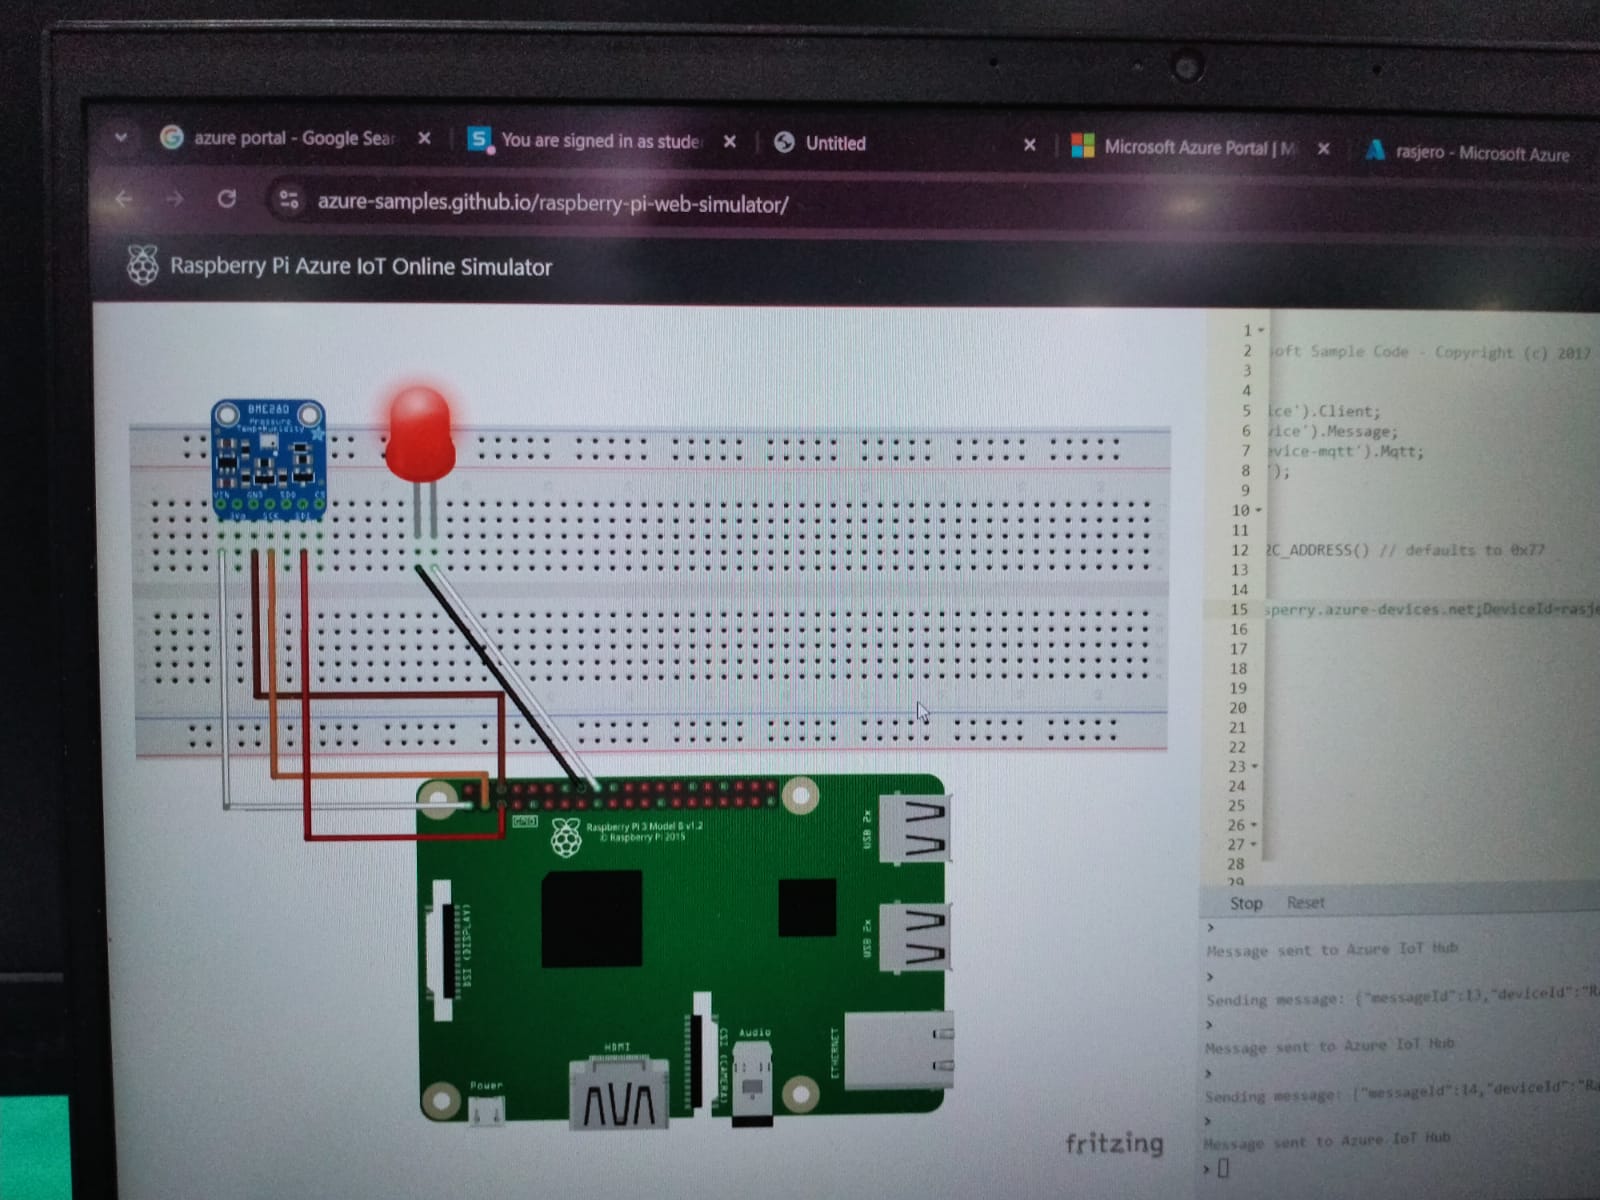 azure portal - Google Sear
You are signed in as stude
Untitled
Microsoft Azure Portal | M
rasjero - Microsoft Azure
azure-samples.github.io/raspberry-pi-web-simulator/
Raspberry Pi Azure IoT Online Simulator
BME280
Pressure
Temp+Humidity
VIN GND SDO CS
3Vo SCK SDI
GND
Raspberry Pi 3 Model B v1.2
© Raspberry Pi 2015
USB 2x
USB 2x
DSI (DISPLAY)
CSI (CAMERA)
Audio
ETHERNET
HDMI
Power
fritzing
1
2 soft Sample Code - Copyright (c) 2017
3
4
5 ice').Client;
6 vice').Message;
7 evice-mqtt').Mqtt;
8 ');
9
10
11
12 2C_ADDRESS() // defaults to 0x77
13
14
15 sperry.azure-devices.net;DeviceId=rasje
16
17
18
19
20
21
22
23
24
25
26
27
28
29
Stop Reset
>
Message sent to Azure IoT Hub
>
Sending message: {"messageId":13,"deviceId":"Ra
>
Message sent to Azure IoT Hub
>
Sending message: {"messageId":14,"deviceId":"Ra
>
Message sent to Azure IoT Hub
>